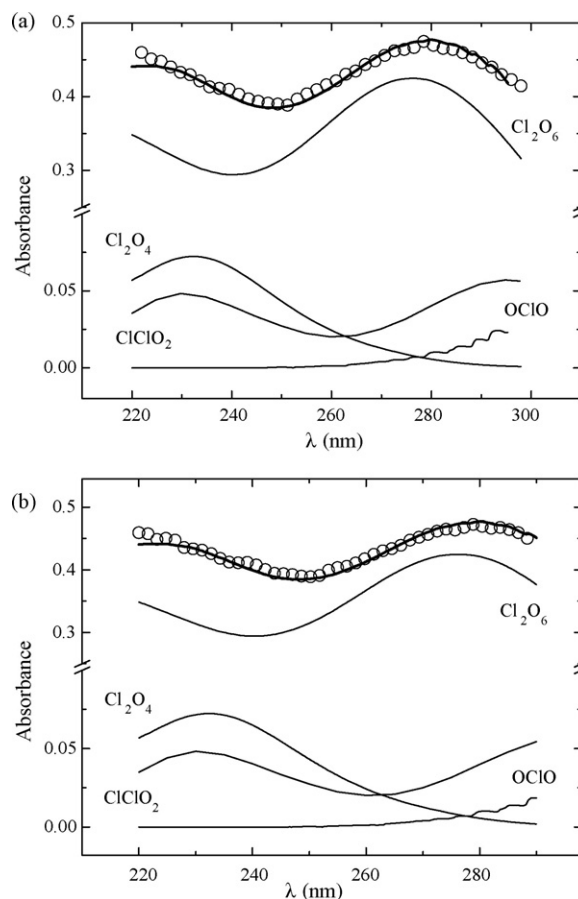 (a)
0.5
0.4
0.3
0.05
0.00
Absorbance
Cl₂O₆
Cl₂O₄
ClClO₂
OClO
220 240 260 280 300
λ (nm)
(b)
0.5
0.4
0.3
0.05
0.00
Absorbance
Cl₂O₆
Cl₂O₄
ClClO₂
OClO
220 240 260 280
λ (nm)